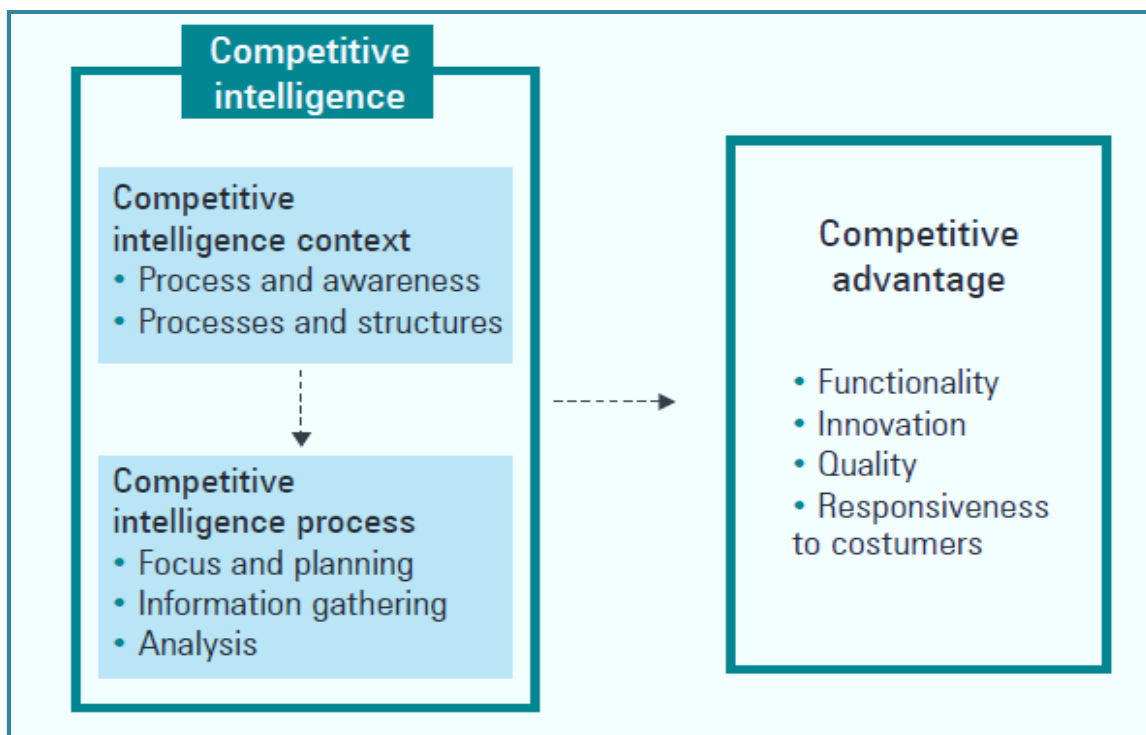 Competitive
intelligence
Competitive
intelligence context
• Process and awareness
• Processes and structures
Competitive
intelligence process
• Focus and planning
• Information gathering
• Analysis
Competitive
advantage
• Functionality
• Innovation
• Quality
• Responsiveness
to costumers